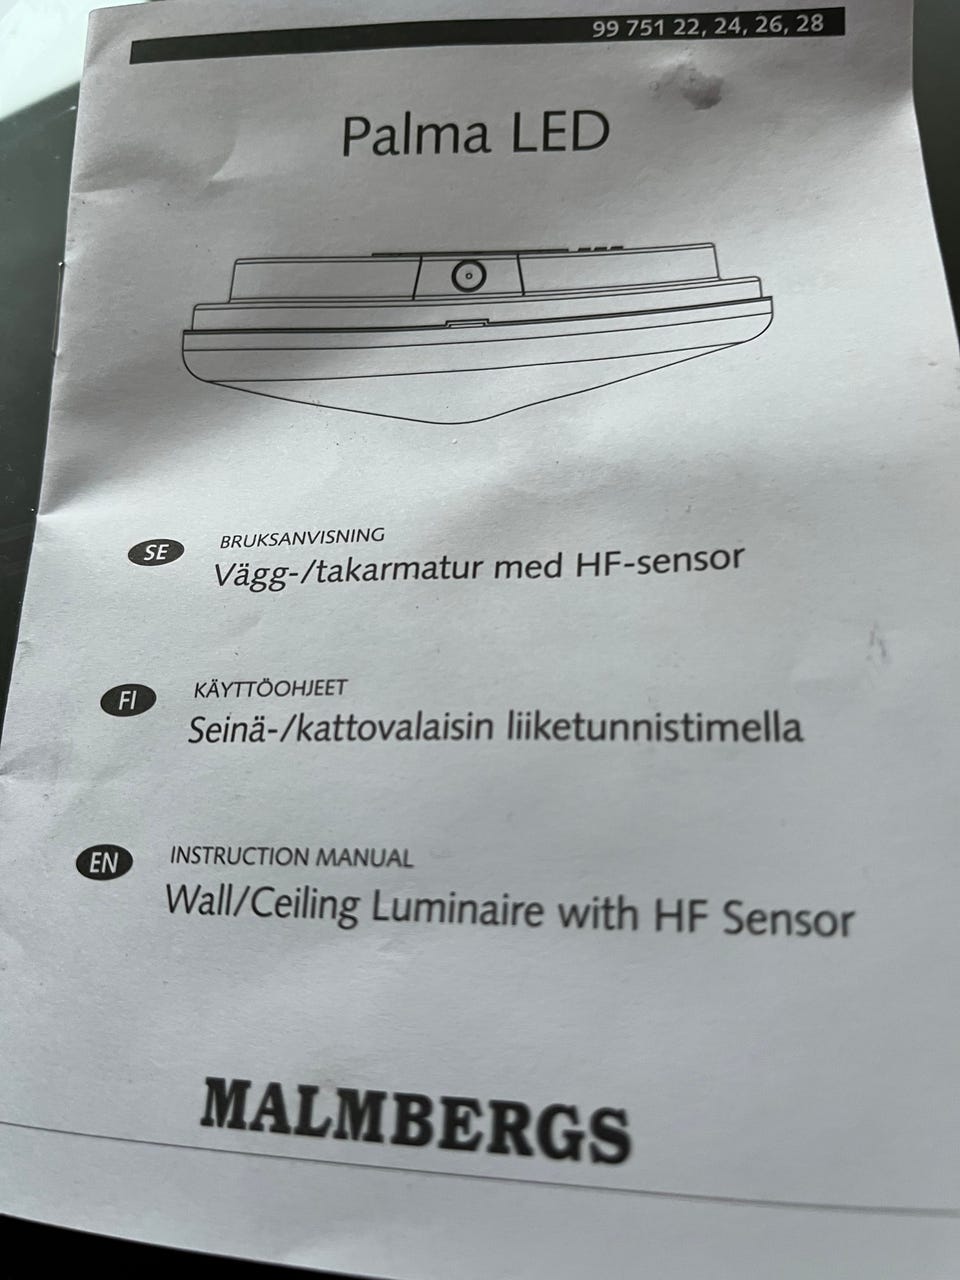 99 751 22, 24, 26, 28
Palma LED
SE
BRUKSANVISNING
Vägg-/takarmatur med HF-sensor
FI
KÄYTTÖOHJEET
Seinä-/kattovalaisin liiketunnistimella
EN
INSTRUCTION MANUAL
Wall/Ceiling Luminaire with HF Sensor
MALMBERGS